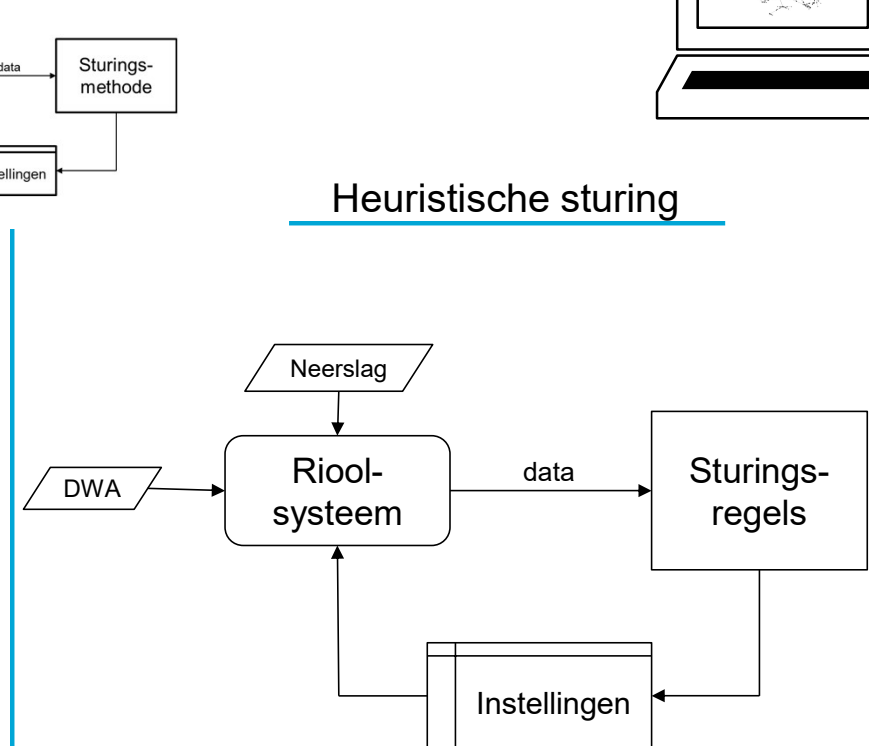 data
Sturings-
methode
ellingen
Heuristische sturing
Neerslag
DWA
Riool-
systeem
data
Sturings-
regels
Instellingen